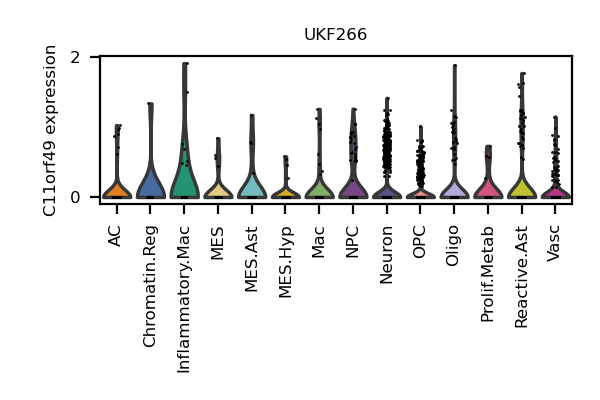 UKF266
C11orf49 expression
2
0
AC
Chromatin.Reg
Inflammatory.Mac
MES
MES.Ast
MES.Hyp
Mac
NPC
Neuron
OPC
Oligo
Prolif.Metab
Reactive.Ast
Vasc